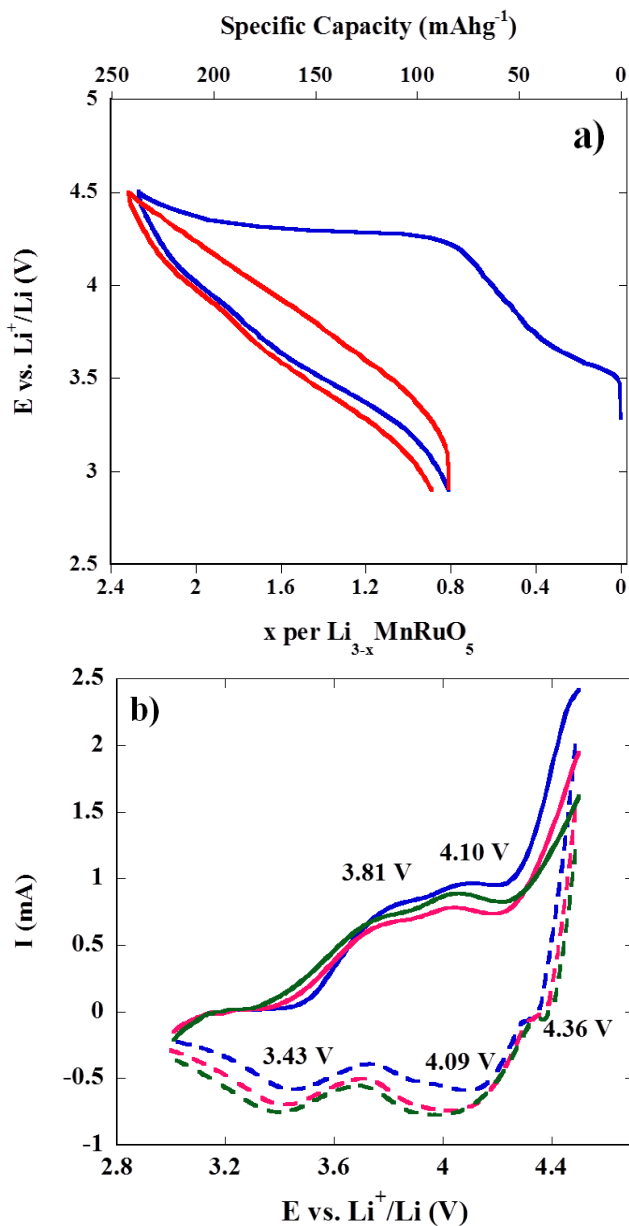 Specific Capacity (mAhg⁻¹)
250 200 150 100 50 0
a)
5
4.5
4
3.5
3
2.5
E vs. Li⁺/Li (V)
2.4 2 1.6 1.2 0.8 0.4 0
x per Li₃₋ₓMnRuO₅
b)
2.5
2
1.5
1
0.5
0
-0.5
-1
I (mA)
3.81 V
4.10 V
3.43 V
4.09 V
4.36 V
2.8 3.2 3.6 4 4.4
E vs. Li⁺/Li (V)